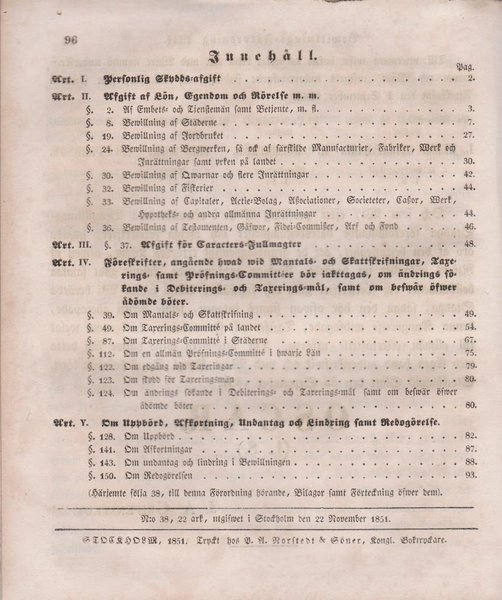 96
Innehåll.
Pag.
Art. I. Personlig Skydds-afgift . . . . 2.
Art. II. Afgift af Lön, Egendom och Rörelse m. m.
§. 2. Af Embets- och Tjenstemän samt Betjente, m. fl. . . . . 3.
§. 8. Bewillning af Städerne . . . . 7.
§. 19. Bewillning af Jordbruket . . . . 27.
§. 24. Bewillning af Bergwerken, så ock af särskilde Manufacturier, Fabriker, Werk och
Inrättningar samt yrken på landet . . . . 30.
§. 30. Bewillning af Qwarnar och flere Inrättningar . . . . 42.
§. 32. Bewillning af Fiskerier . . . . 44.
§. 33. Bewillning af Capitaler, Actie-Bolag, Associationer, Societeter, Cassor, Werk,
Hypotheks- och andra allmänna Inrättningar . . . . 44.
§. 36. Bewillning af Testamenten, Gåfwor, Fidei-Commisser, Arf och Fond . . . . 46.
Art. III. §. 37. Afgift för Caracters-Fullmagter . . . . 48.
Art. IV. Föreskrifter, angående hwad wid Mantals- och Skattskrifningar, Taxe-
rings- samt Pröfnings-Committéer bör iakttagas, om ändrings sö-
kande i Debiterings- och Taxerings-mål, samt om beswär öfwer
ådömde böter.
§. 39. Om Mantals- och Skattskrifning . . . . 49.
§. 49. Om Taxerings-Committé på landet . . . . 54.
§. 87. Om Taxerings-Committé i Städerne . . . . 67.
§. 112. Om en allmän Pröfnings-Committé i hwarje Län . . . . 75.
§. 122. Om edgång wid Taxeringar . . . . 79.
§. 123. Om skydd för Taxeringsmän . . . . 80.
§. 124. Om ändrings sökande i Debiterings- och Taxerings-mål samt om beswär öfwer
ådömde böter . . . . 80.
Art. V. Om Uppbörd, Afkortning, Undantag och Lindring samt Redogörelse.
§. 128. Om Uppbörd . . . . 82.
§. 141. Om Afkortningar . . . . 87.
§. 143. Om undantag och lindring i Bewillningen . . . . 88.
§. 150. Om Redogörelsen . . . . 93.
(Härjemte följa 38, till denna Förordning hörande, Bilagor samt Förteckning öfwer dem).
N:o 38, 22 ark, utgifwet i Stockholm den 22 November 1851.
STOCKHOLM, 1851. Tryckt hos P. A. Norstedt & Söner, Kongl. Boktryckare.